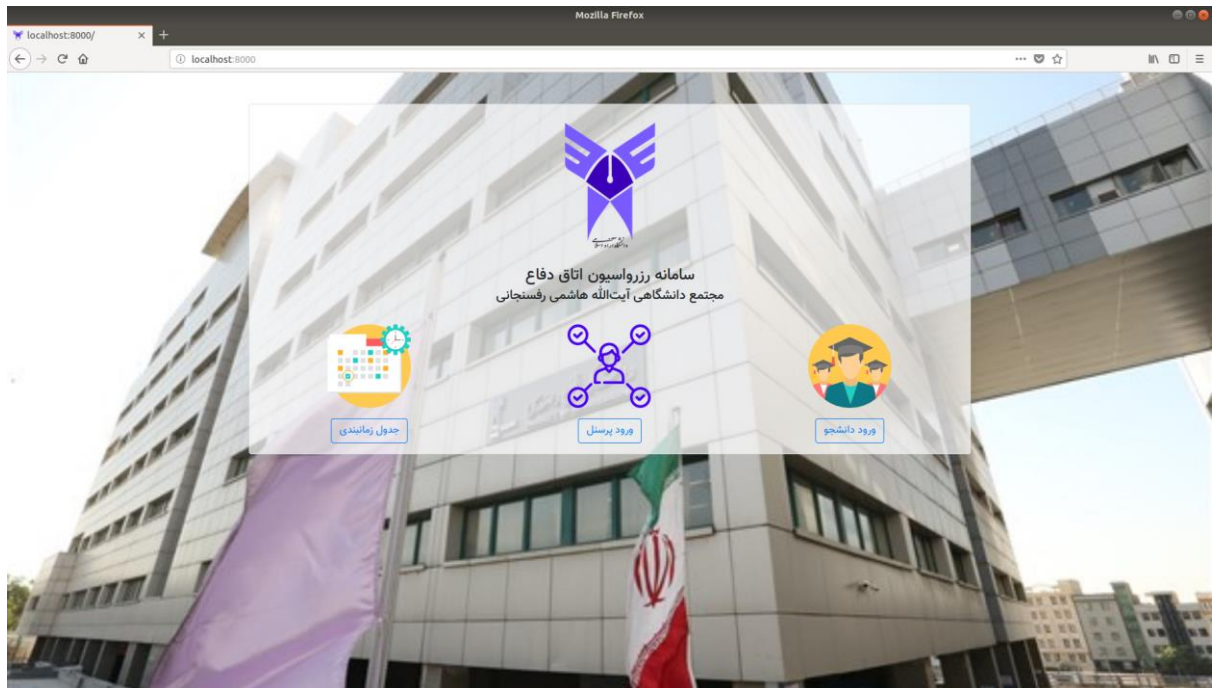 Mozilla Firefox
localhost:8000/
localhost:8000
سامانه رزرواسیون اتاق دفاع
مجتمع دانشگاهی آیت‌الله هاشمی رفسنجانی
ورود دانشجو
ورود پرسنل
جدول زمانبندی